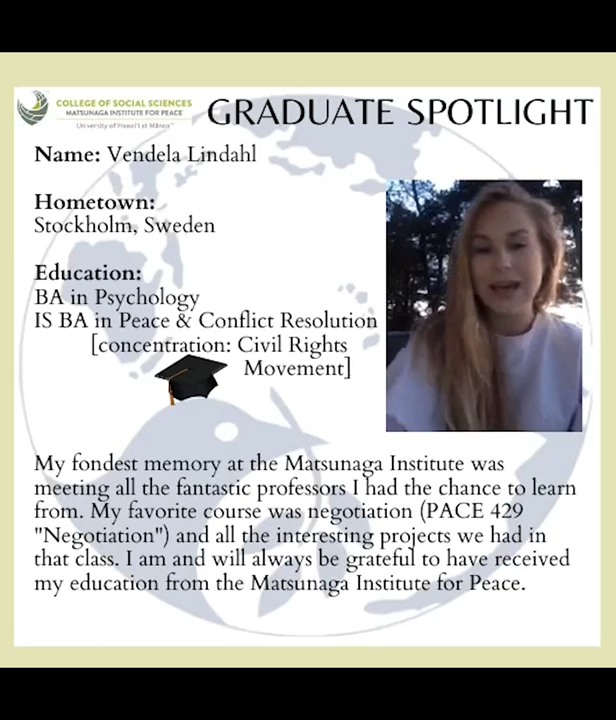 COLLEGE OF SOCIAL SCIENCES
MATSUNAGA INSTITUTE FOR PEACE
University of Hawai'i at Mānoa™
GRADUATE SPOTLIGHT
Name: Vendela Lindahl
Hometown:
Stockholm, Sweden
Education:
BA in Psychology
IS BA in Peace & Conflict Resolution
[concentration: Civil Rights
Movement]
My fondest memory at the Matsunaga Institute was
meeting all the fantastic professors I had the chance to learn
from. My favorite course was negotiation (PACE 429
"Negotiation") and all the interesting projects we had in
that class. I am and will always be grateful to have received
my education from the Matsunaga Institute for Peace.